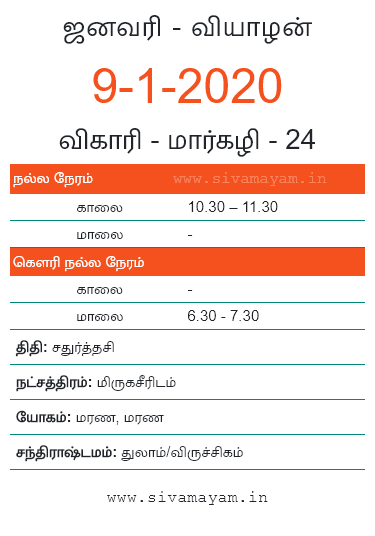 ஜனவரி - வியாழன்
9-1-2020
விகாரி - மார்கழி - 24
நல்ல நேரம் www.sivamayam.in
காலை 10.30 – 11.30
மாலை -
கௌரி நல்ல நேரம்
காலை -
மாலை 6.30 - 7.30
திதி: சதுர்த்தசி
நட்சத்திரம்: மிருகசீரிடம்
யோகம்: மரண, மரண
சந்திராஷ்டமம்: துலாம்/விருச்சிகம்
www.sivamayam.in